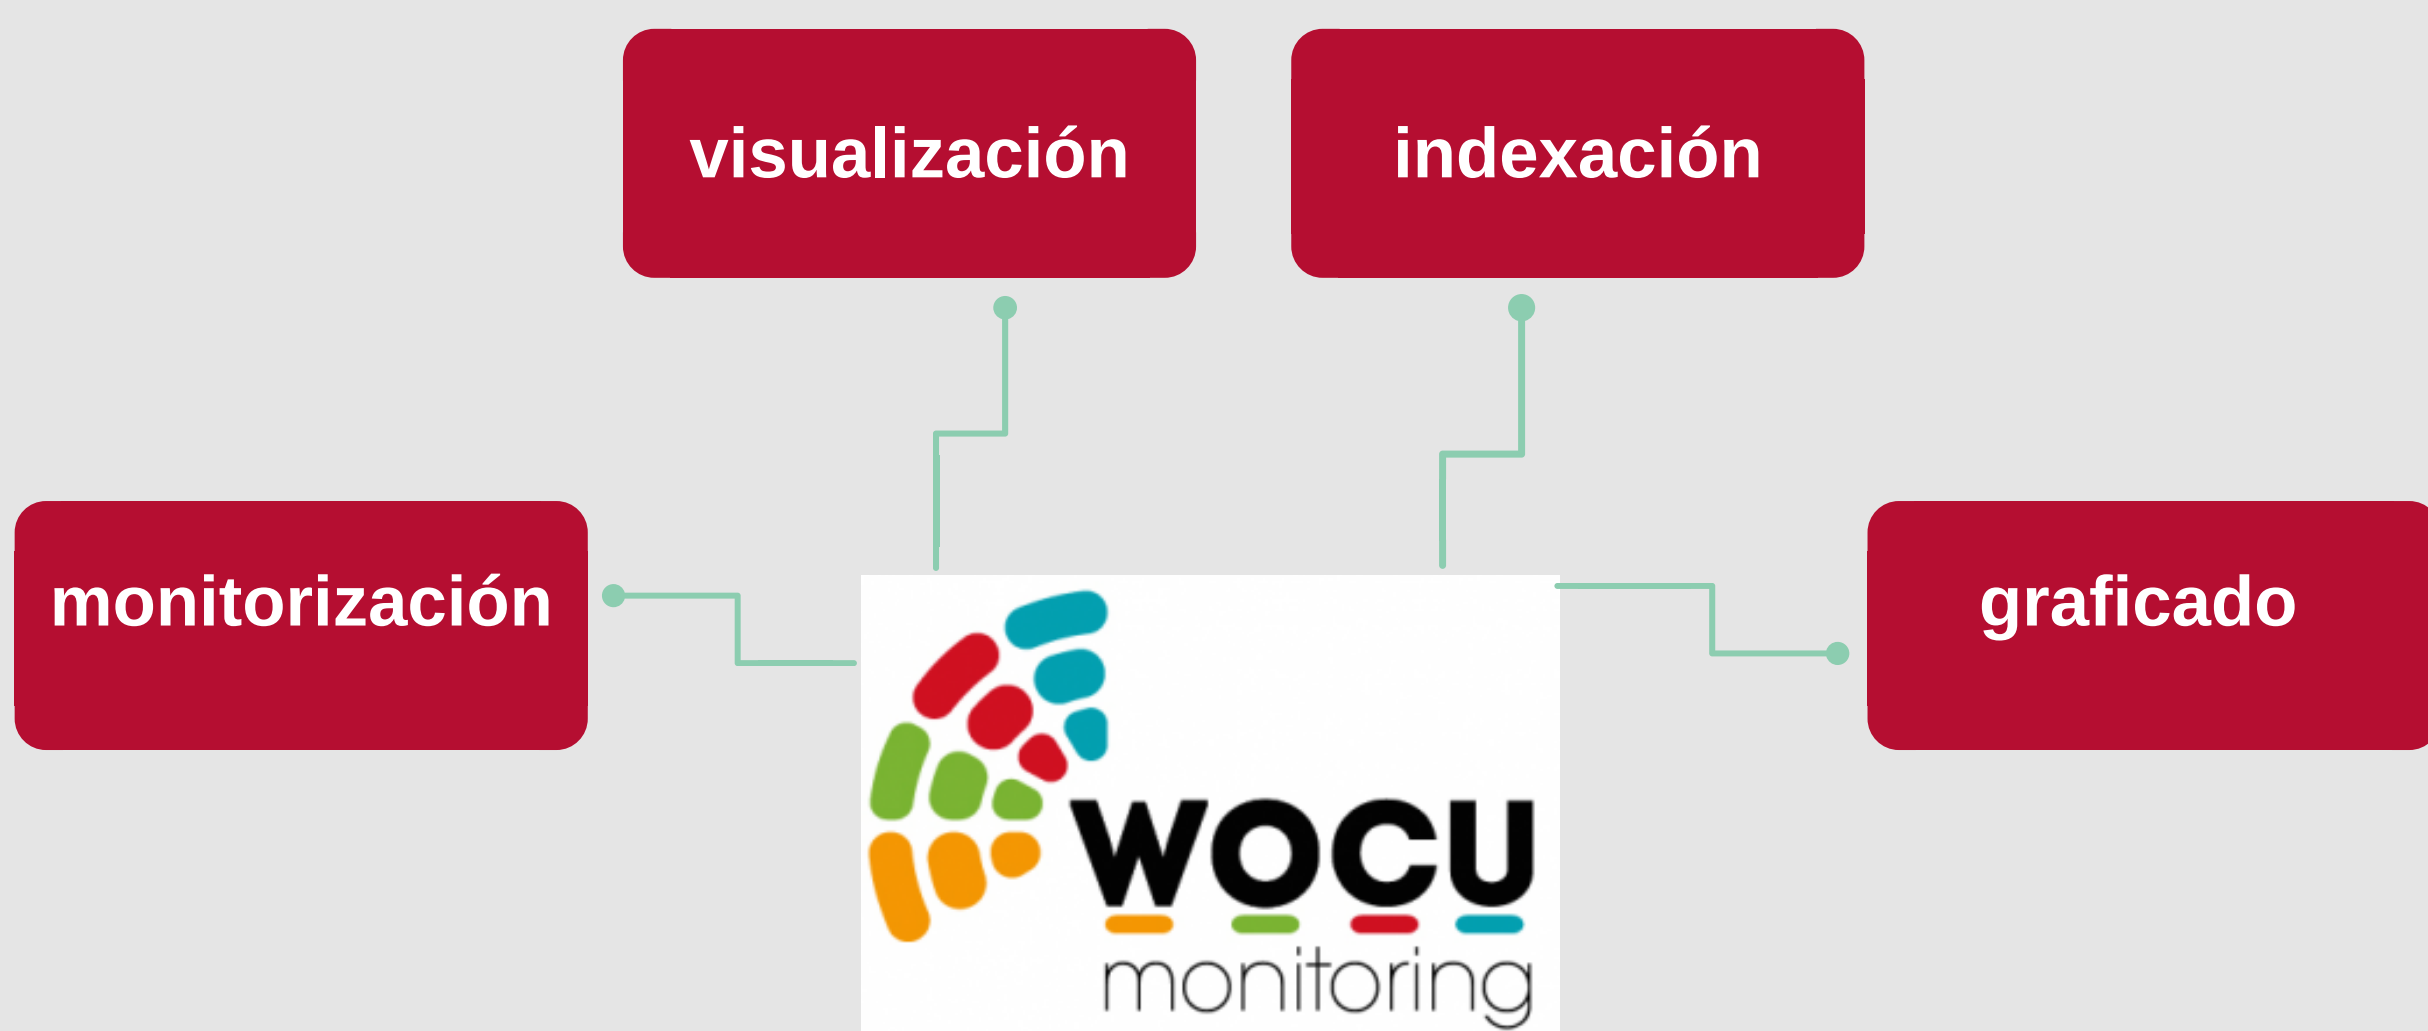 visualización
indexación
monitorización
graficado
WOCU
monitoring